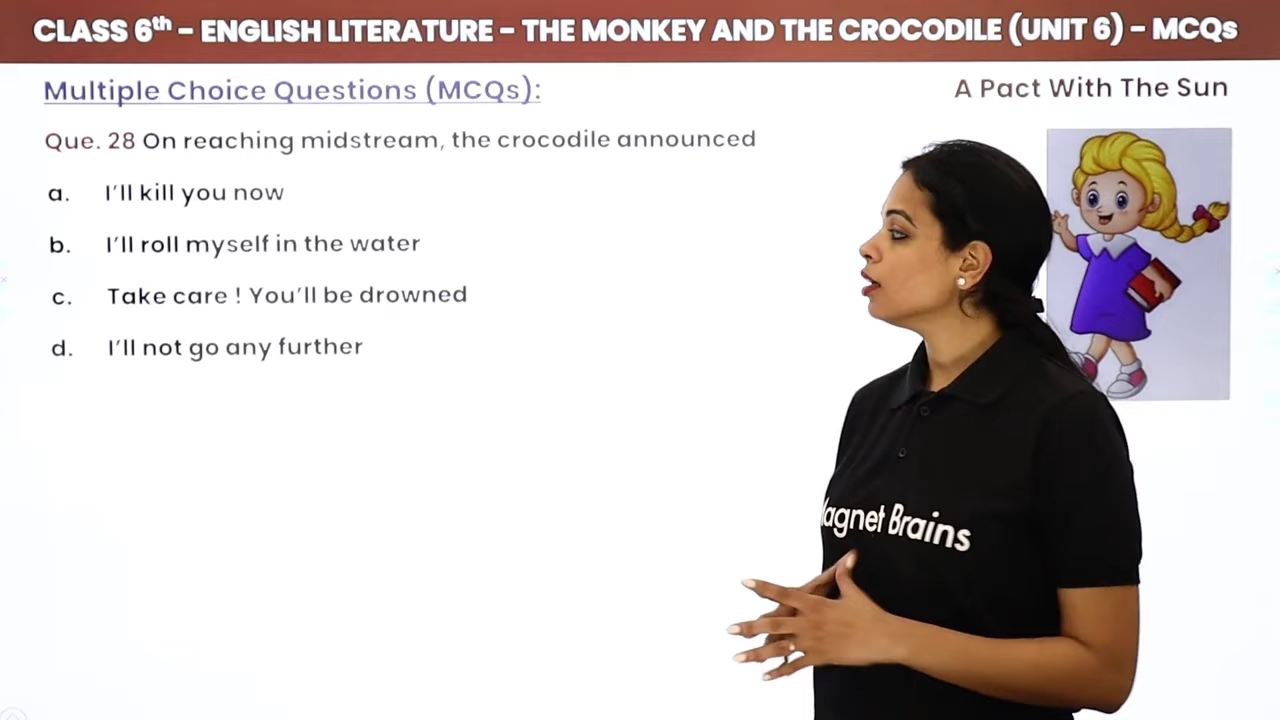 CLASS 6th – ENGLISH LITERATURE – THE MONKEY AND THE CROCODILE (UNIT 6) – MCQs
Multiple Choice Questions (MCQs):
A Pact With The Sun
Que. 28 On reaching midstream, the crocodile announced
a. I'll kill you now
b. I'll roll myself in the water
c. Take care ! You'll be drowned
d. I'll not go any further
Magnet Brains